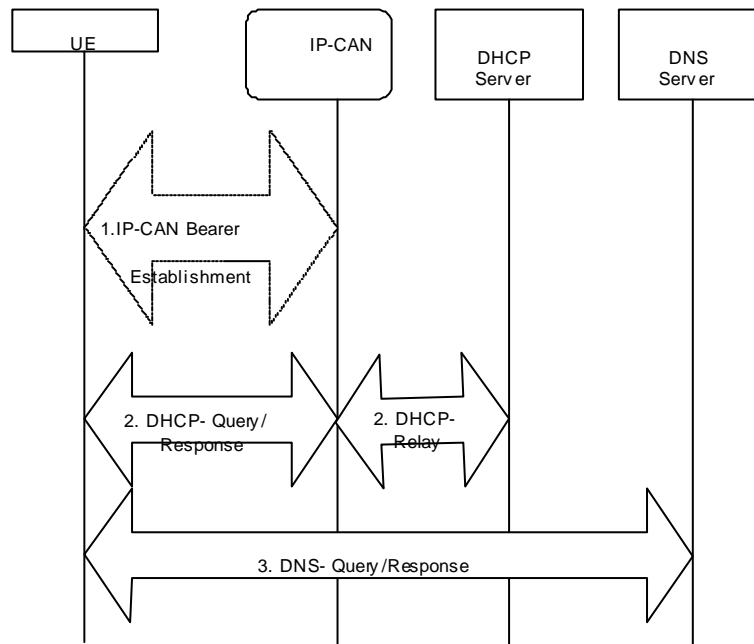 UE
IP-CAN
DHCP
Server
DNS
Server
1.IP-CAN Bearer
Establishment
2. DHCP- Query/
Response
2. DHCP-
Relay
3. DNS- Query/Response